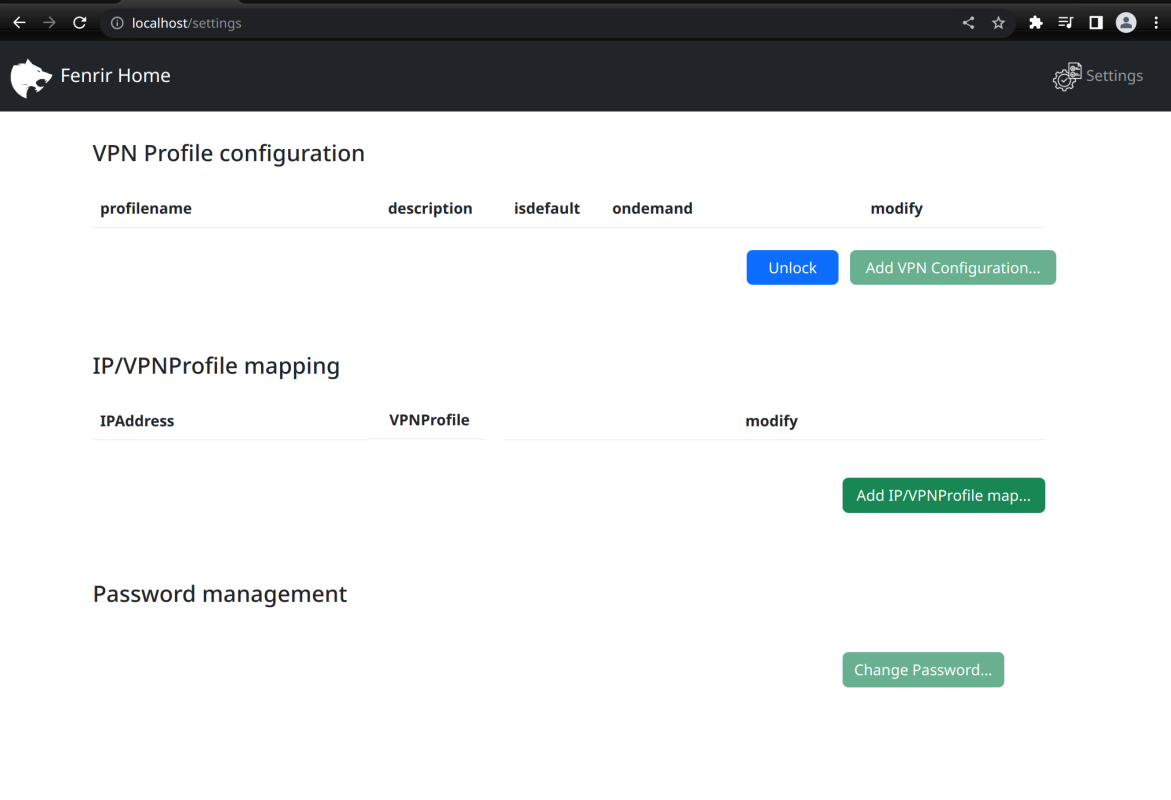 localhost/settings
Fenrir Home Settings
VPN Profile configuration
profilename description isdefault ondemand modify
Unlock Add VPN Configuration...
IP/VPNProfile mapping
IPAddress VPNProfile modify
Add IP/VPNProfile map...
Password management
Change Password...